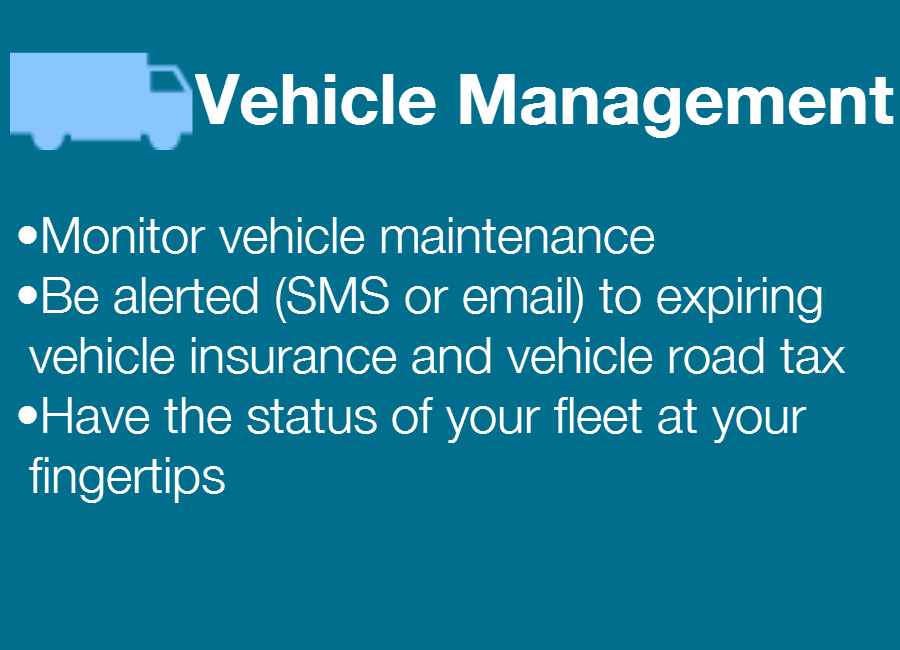 Vehicle Management
•Monitor vehicle maintenance
•Be alerted (SMS or email) to expiring
vehicle insurance and vehicle road tax
•Have the status of your fleet at your
fingertips